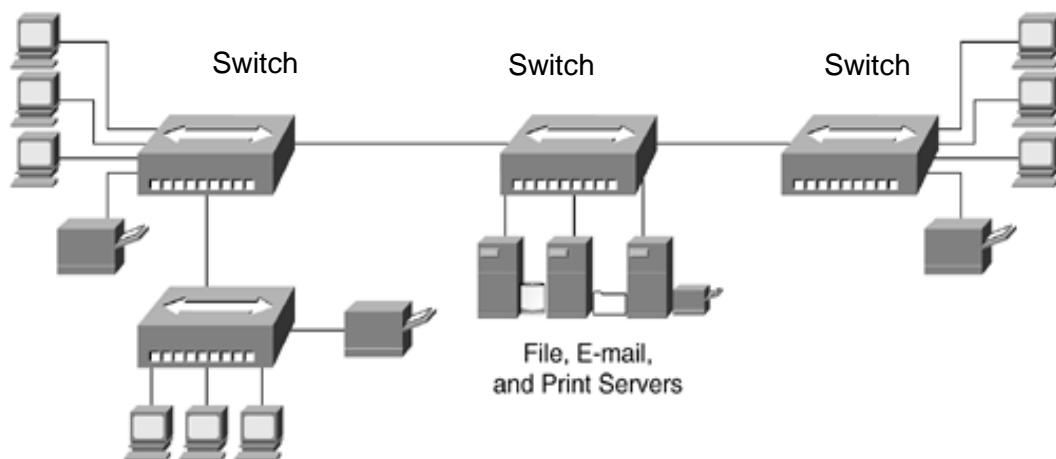 Switch
Switch
Switch
File, E-mail,
and Print Servers